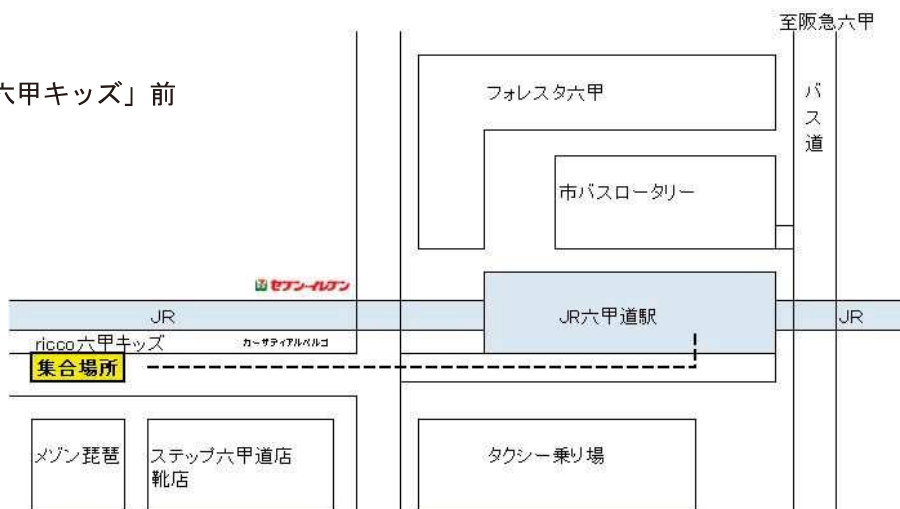 至阪急六甲
六甲キッズ」前
フォレスタ六甲
バス道
市バスロータリー
セブン-イレブン
JR
JR六甲道駅
JR
ricco六甲キッズ
カーサティアルベルゴ
集合場所
メゾン琵琶
ステップ六甲道店
靴店
タクシー乗り場